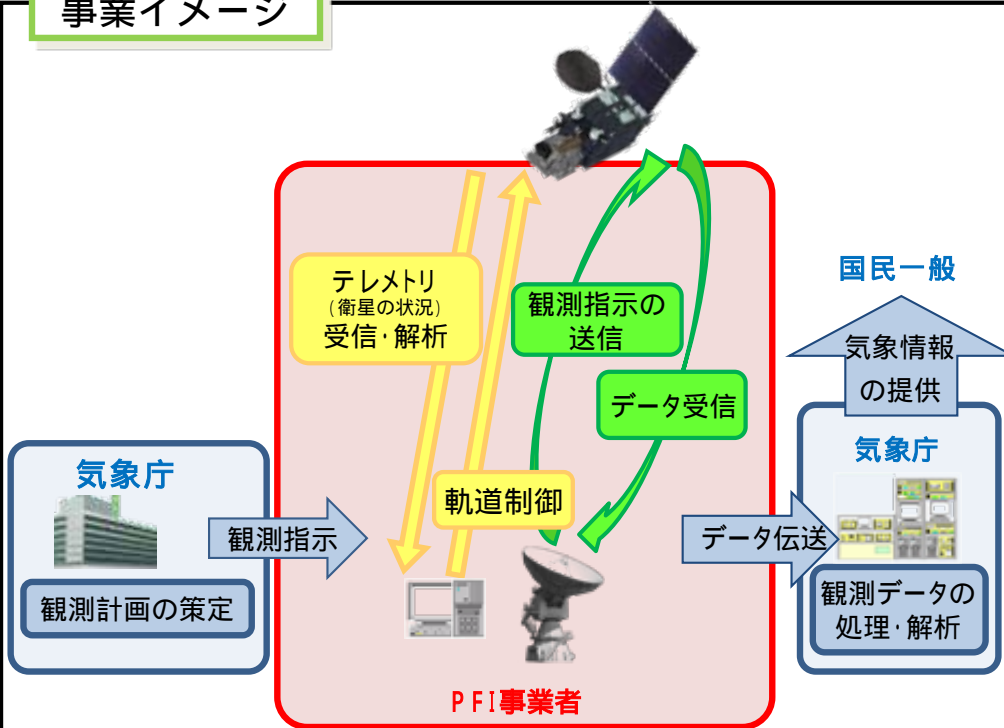 事業イメージ
テレメトリ
(衛星の状況)
受信・解析
観測指示の
送信
データ受信
軌道制御
国民一般
気象情報
の提供
気象庁
観測指示
観測計画の策定
データ伝送
気象庁
観測データの
処理・解析
PFI事業者